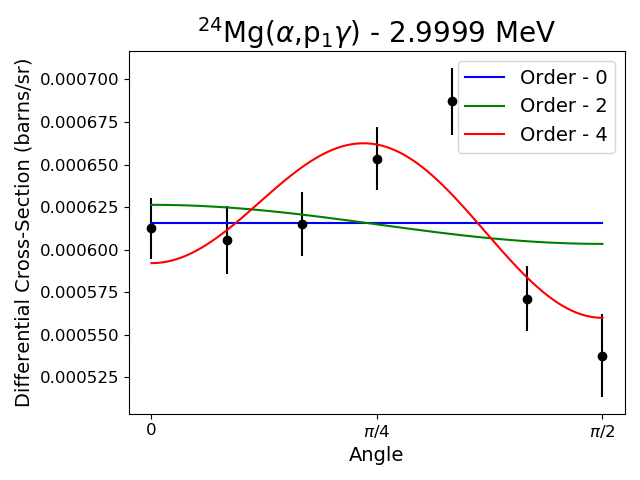 ²⁴Mg(α,p₁γ) - 2.9999 MeV
Differential Cross-Section (barns/sr)
0.000700
0.000675
0.000650
0.000625
0.000600
0.000575
0.000550
0.000525
Order - 0
Order - 2
Order - 4
0
π/4
π/2
Angle